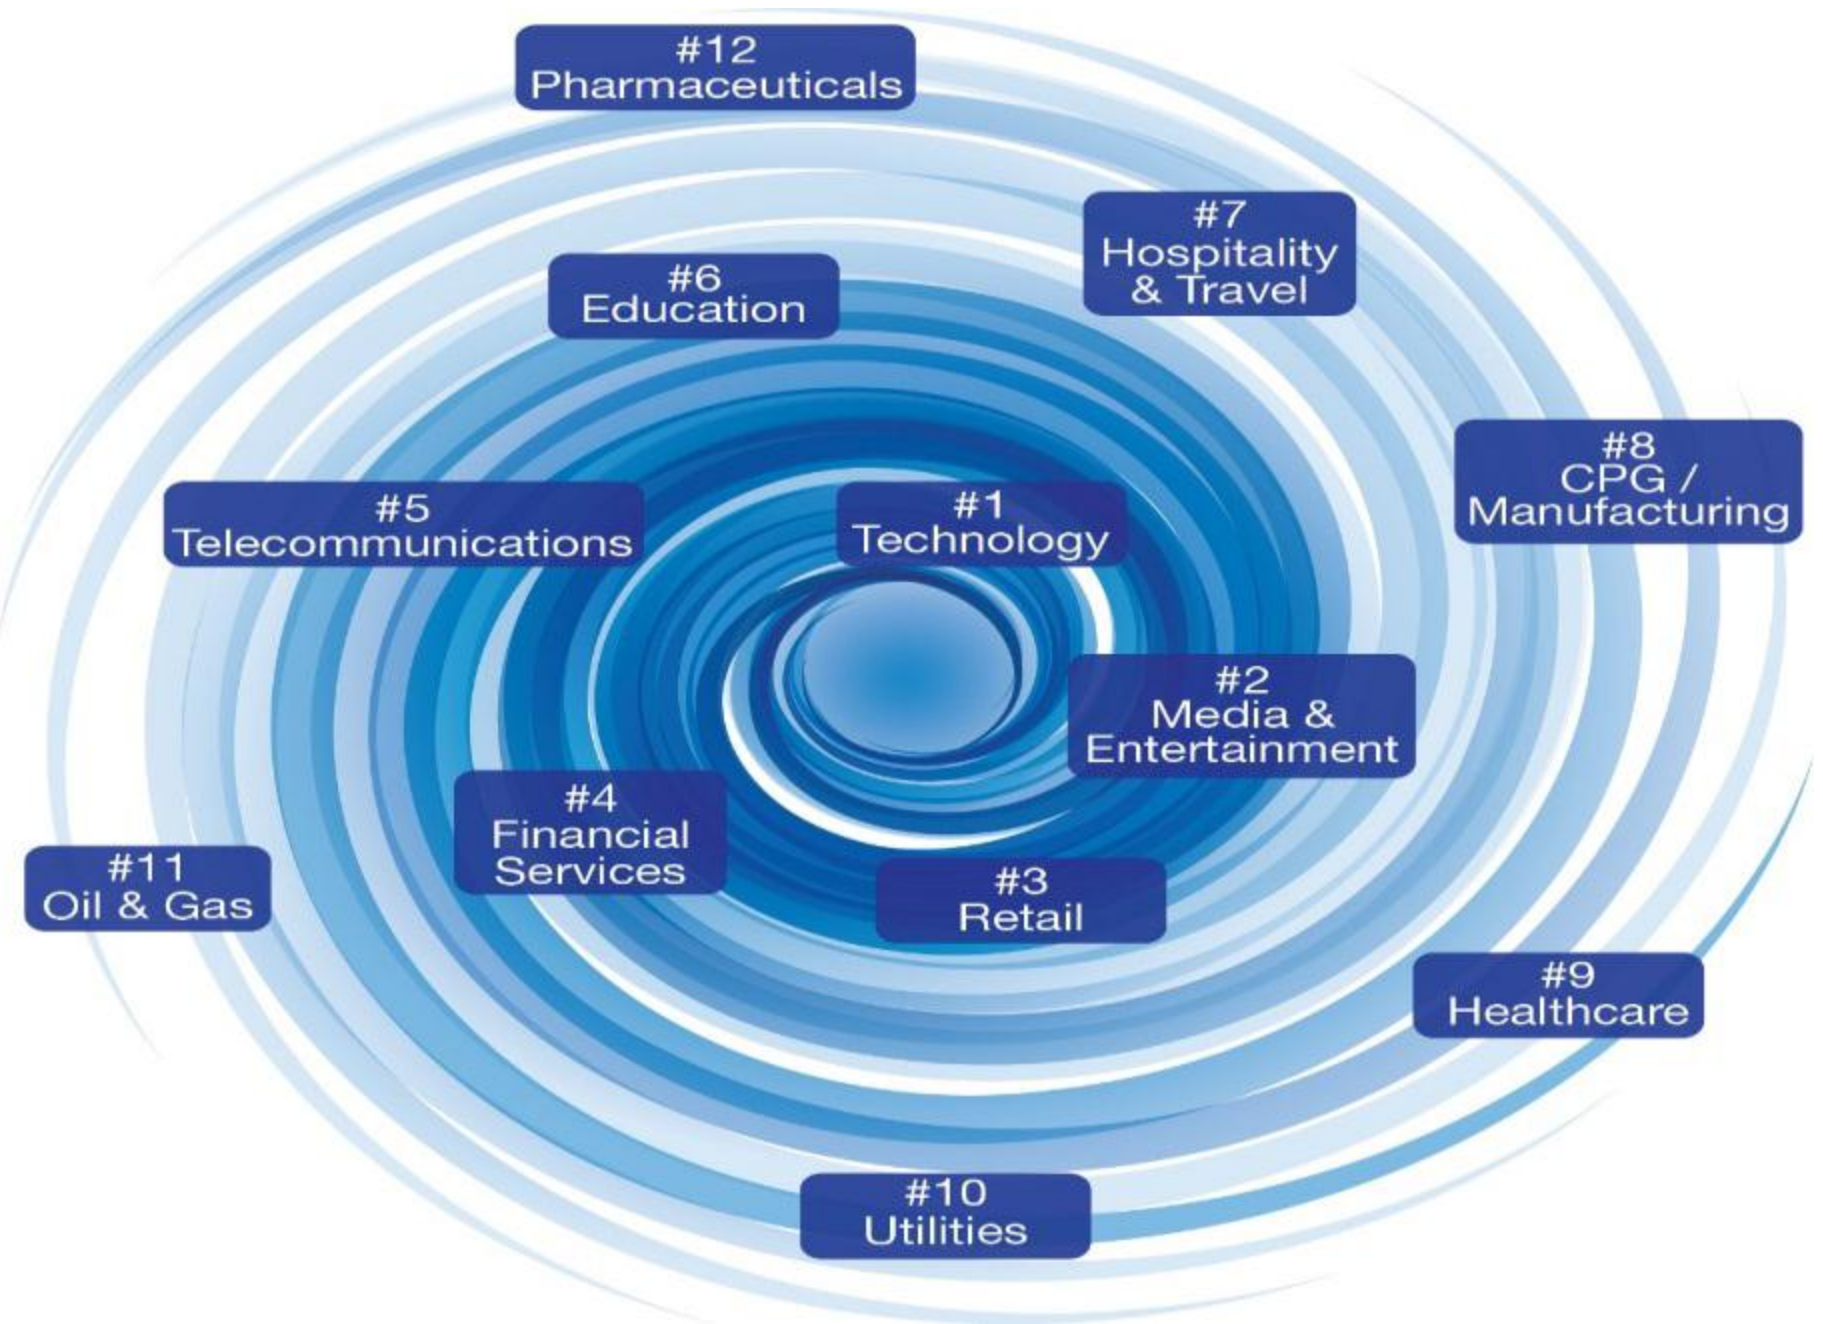 #12
Pharmaceuticals
#7
Hospitality
& Travel
#6
Education
#8
CPG /
Manufacturing
#5
Telecommunications
#1
Technology
#2
Media &
Entertainment
#4
Financial
Services
#11
Oil & Gas
#3
Retail
#9
Healthcare
#10
Utilities